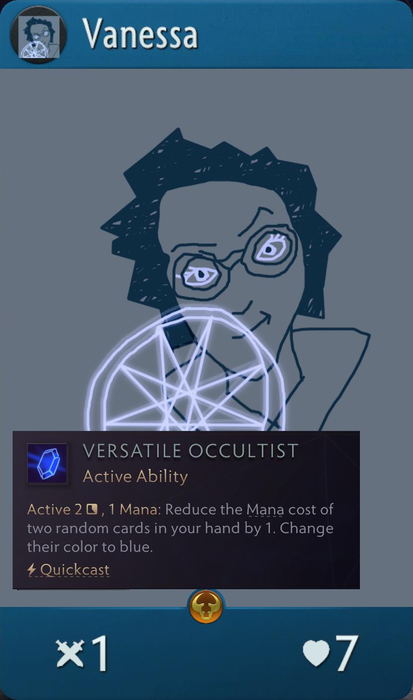 Vanessa
VERSATILE OCCULTIST
Active Ability
Active 2 , 1 Mana: Reduce the Mana cost of
two random cards in your hand by 1. Change
their color to blue.
Quickcast
1
7